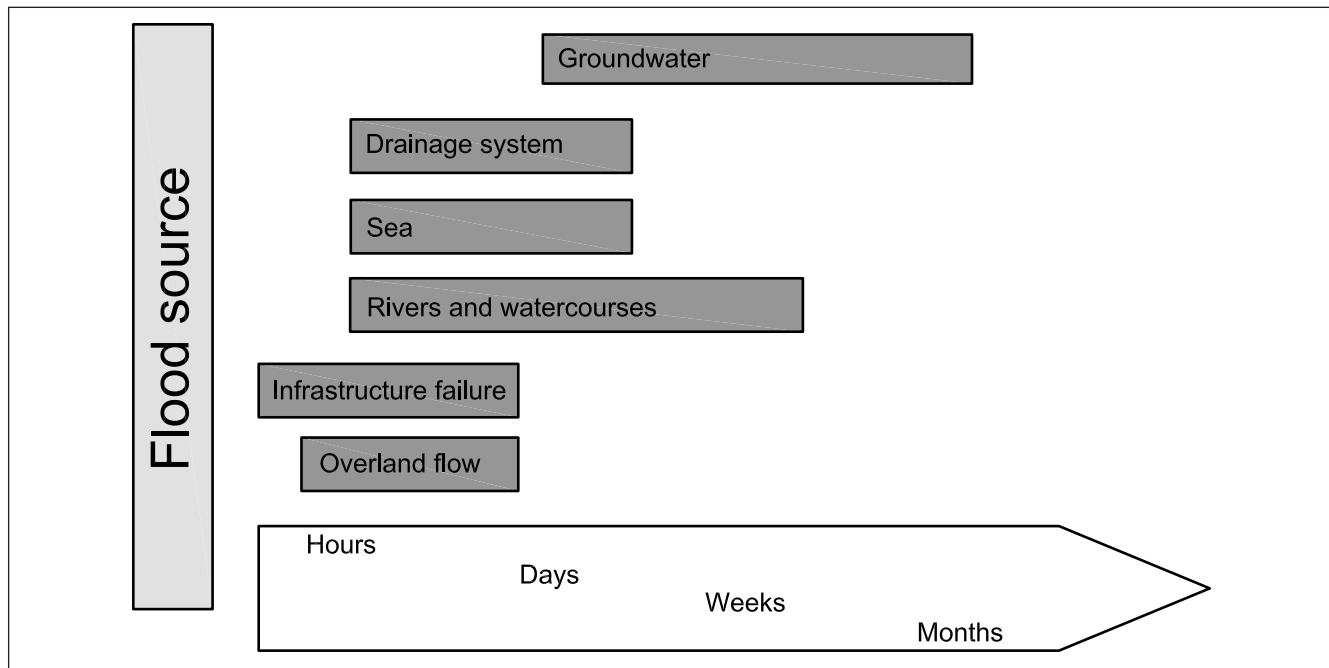 Flood source
Groundwater
Drainage system
Sea
Rivers and watercourses
Infrastructure failure
Overland flow
Hours
Days
Weeks
Months